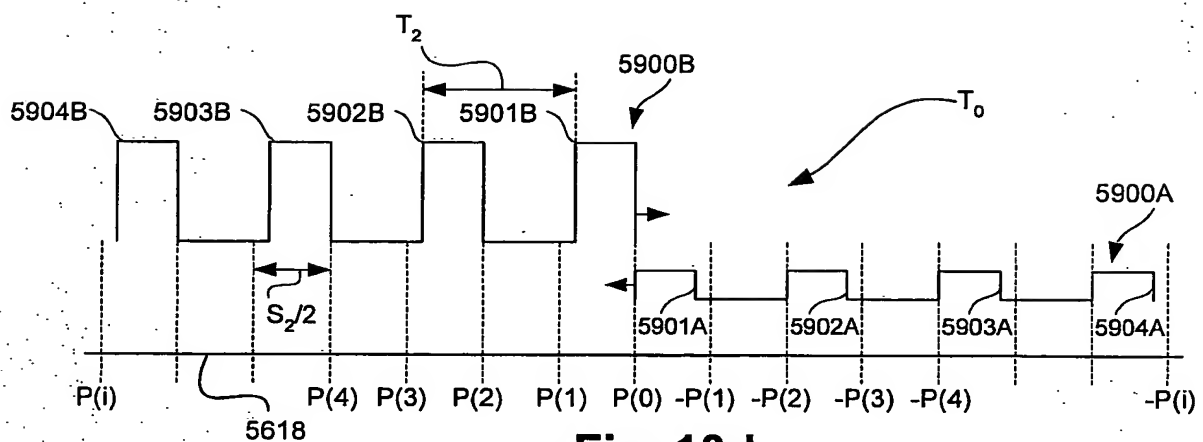 T2
5900B
T0
5904B 5903B 5902B 5901B
5900A
S2/2
5901A 5902A 5903A 5904A
P(i) P(4) P(3) P(2) P(1) P(0) -P(1) -P(2) -P(3) -P(4) -P(i)
5618